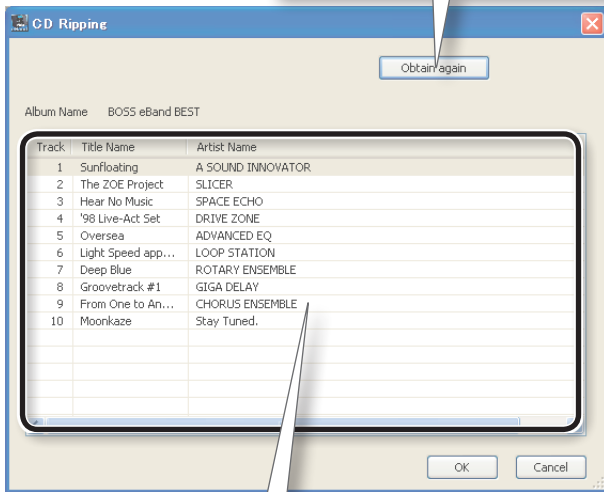 CD Ripping
Obtain again
Album Name BOSS eBand BEST
Track Title Name Artist Name
1 Sunfloating A SOUND INNOVATOR
2 The ZOE Project SLICER
3 Hear No Music SPACE ECHO
4 '98 Live-Act Set DRIVE ZONE
5 Oversea ADVANCED EQ
6 Light Speed app... LOOP STATION
7 Deep Blue ROTARY ENSEMBLE
8 Groovetrack #1 GIGA DELAY
9 From One to An... CHORUS ENSEMBLE
10 Moonkaze Stay Tuned.
OK Cancel